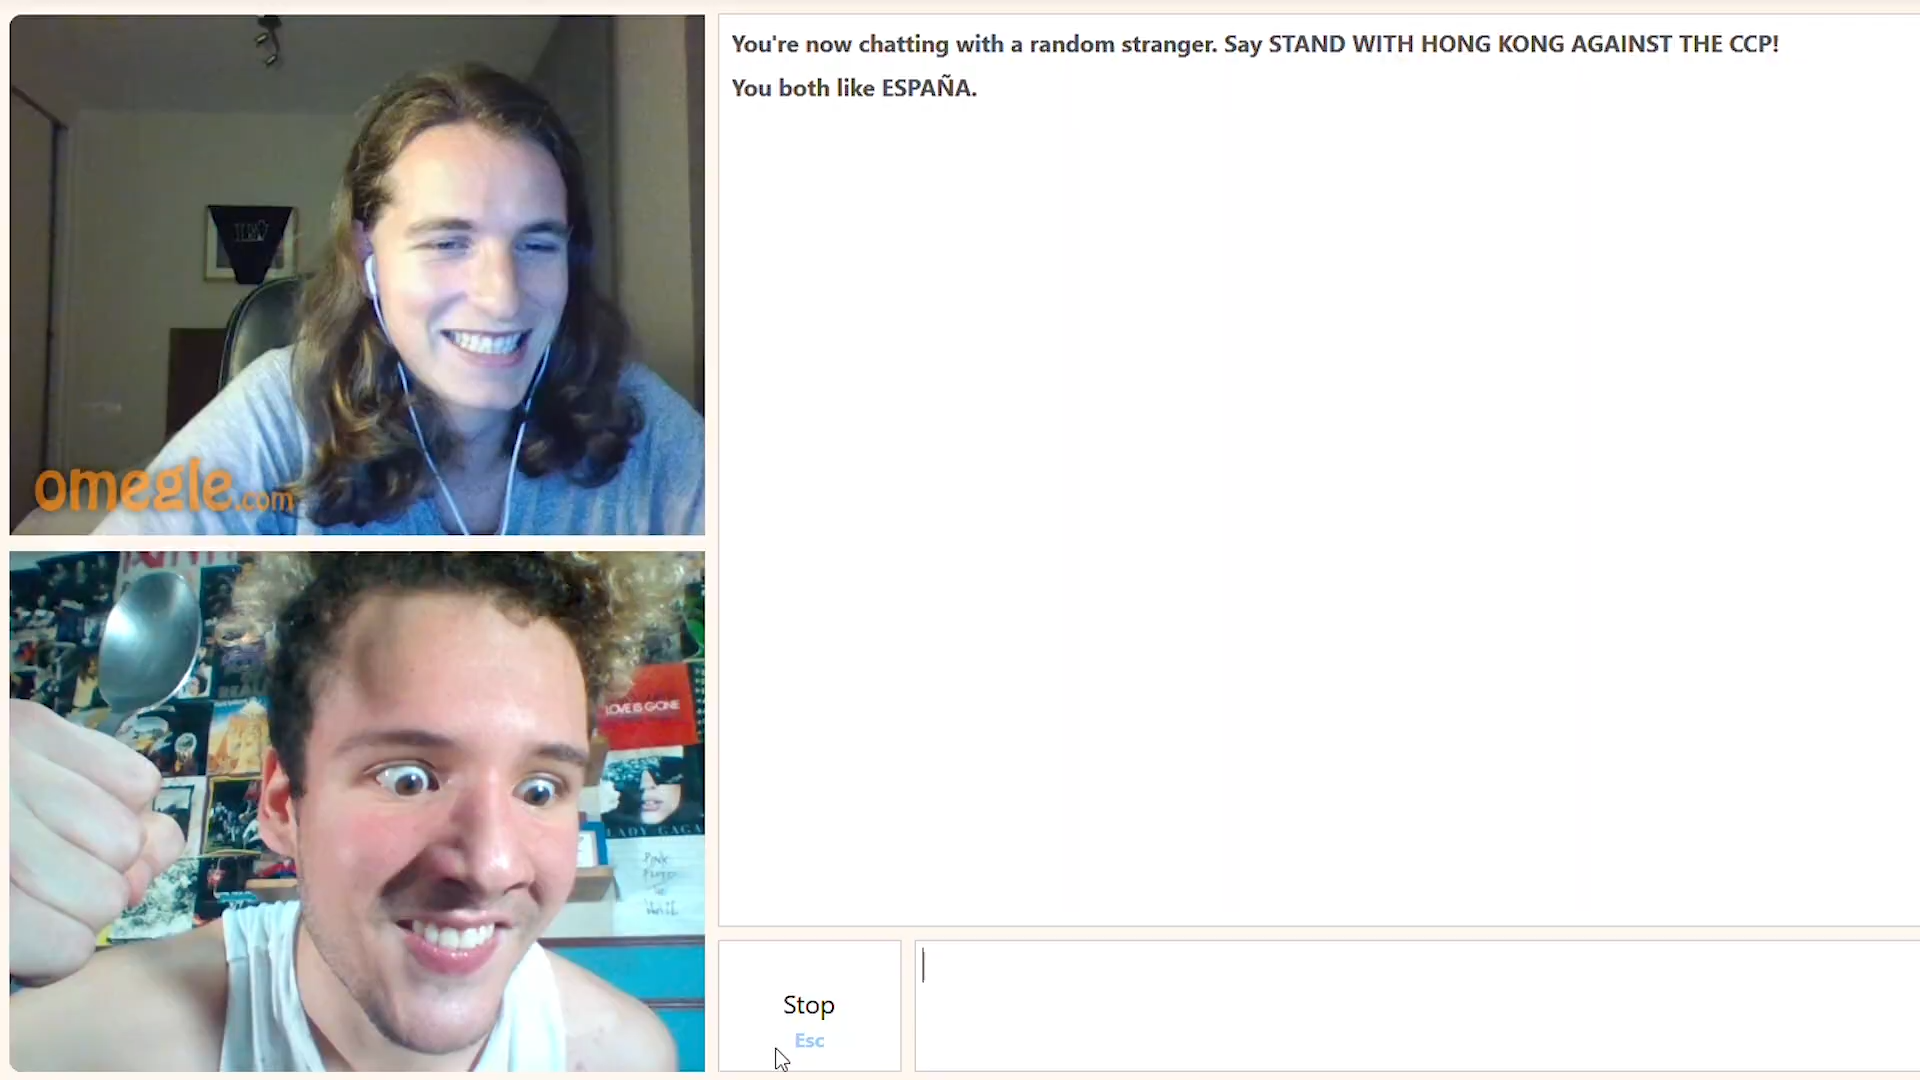 You're now chatting with a random stranger. Say STAND WITH HONG KONG AGAINST THE CCP!
You both like ESPAÑA.
omegle.com
LOVE IS GONE
LADY GAGA
PINK
FLOYD
THE
WALL
Stop
Esc